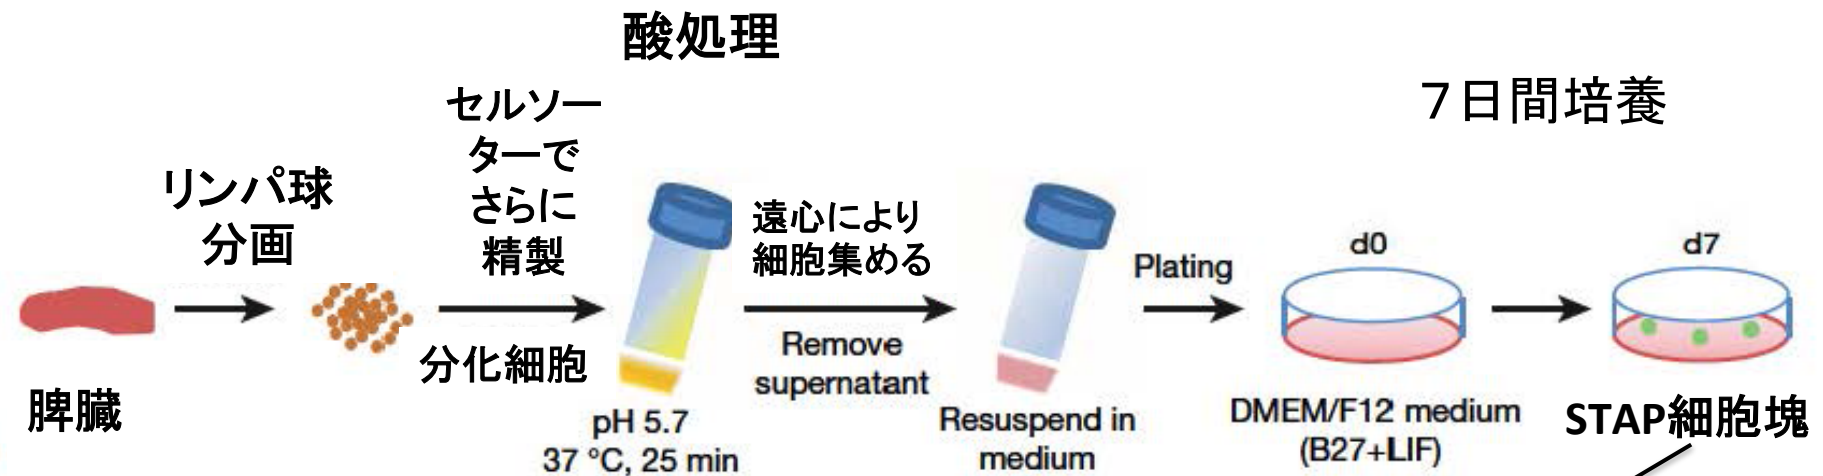 酸処理
7日間培養
セルソー
ターで
さらに
精製
リンパ球
分画
遠心により
細胞集める
Plating
d0
d7
分化細胞
Remove
supernatant
脾臓
pH 5.7
37 °C, 25 min
Resuspend in
medium
DMEM/F12 medium
(B27+LIF)
STAP細胞塊